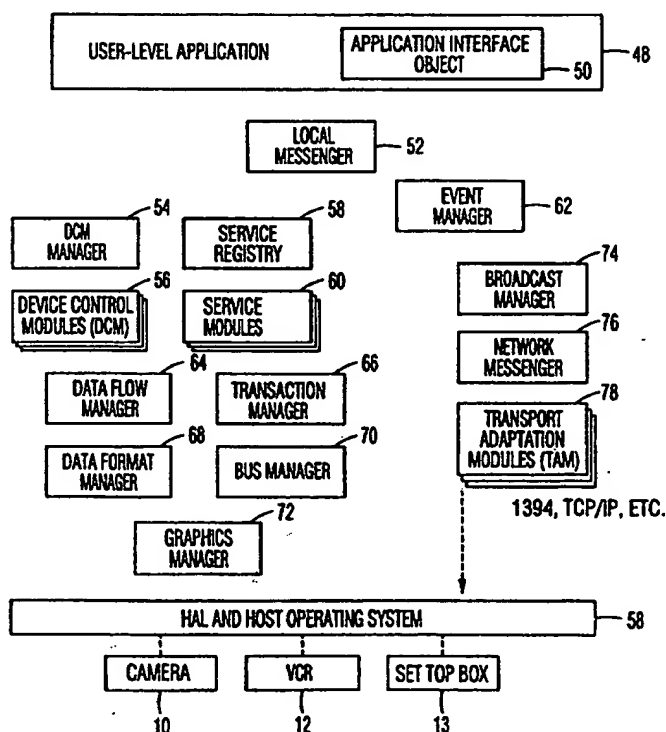 USER-LEVEL APPLICATION
APPLICATION INTERFACE
OBJECT
48
50
LOCAL
MESSENGER
52
EVENT
MANAGER
62
54
DCM
MANAGER
58
SERVICE
REGISTRY
74
BROADCAST
MANAGER
56
DEVICE CONTROL
MODULES (DCM)
60
SERVICE
MODULES
76
NETWORK
MESSENGER
64
DATA FLOW
MANAGER
66
TRANSACTION
MANAGER
78
TRANSPORT
ADAPTATION
MODULES (TAM)
68
DATA FORMAT
MANAGER
70
BUS MANAGER
1394, TCP/IP, ETC.
72
GRAPHICS
MANAGER
HAL AND HOST OPERATING SYSTEM
58
CAMERA
VCR
SET TOP BOX
10
12
13